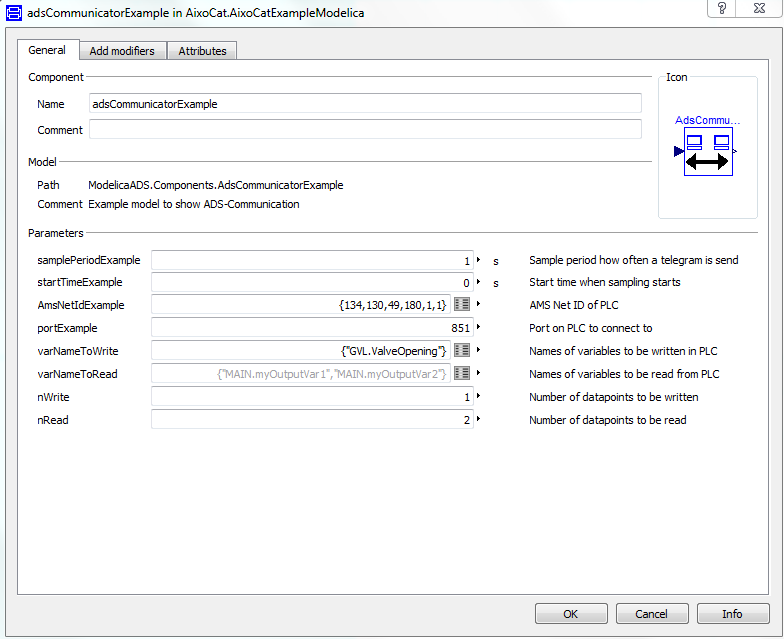 adsCommunicatorExample in AixoCat.AixoCatExampleModelica
?
General Add modifiers Attributes
Component
Icon
Name adsCommunicatorExample
Comment
AdsCommu...
Model
Path ModelicaADS.Components.AdsCommunicatorExample
Comment Example model to show ADS-Communication
Parameters
samplePeriodExample 1 s Sample period how often a telegram is send
startTimeExample 0 s Start time when sampling starts
AmsNetIdExample {134,130,49,180,1,1} AMS Net ID of PLC
portExample 851 Port on PLC to connect to
varNameToWrite {"GVL.ValveOpening"} Names of variables to be written in PLC
varNameToRead {"MAIN.myOutputVar1","MAIN.myOutputVar2"} Names of variables to be read from PLC
nWrite 1 Number of datapoints to be written
nRead 2 Number of datapoints to be read
OK Cancel Info